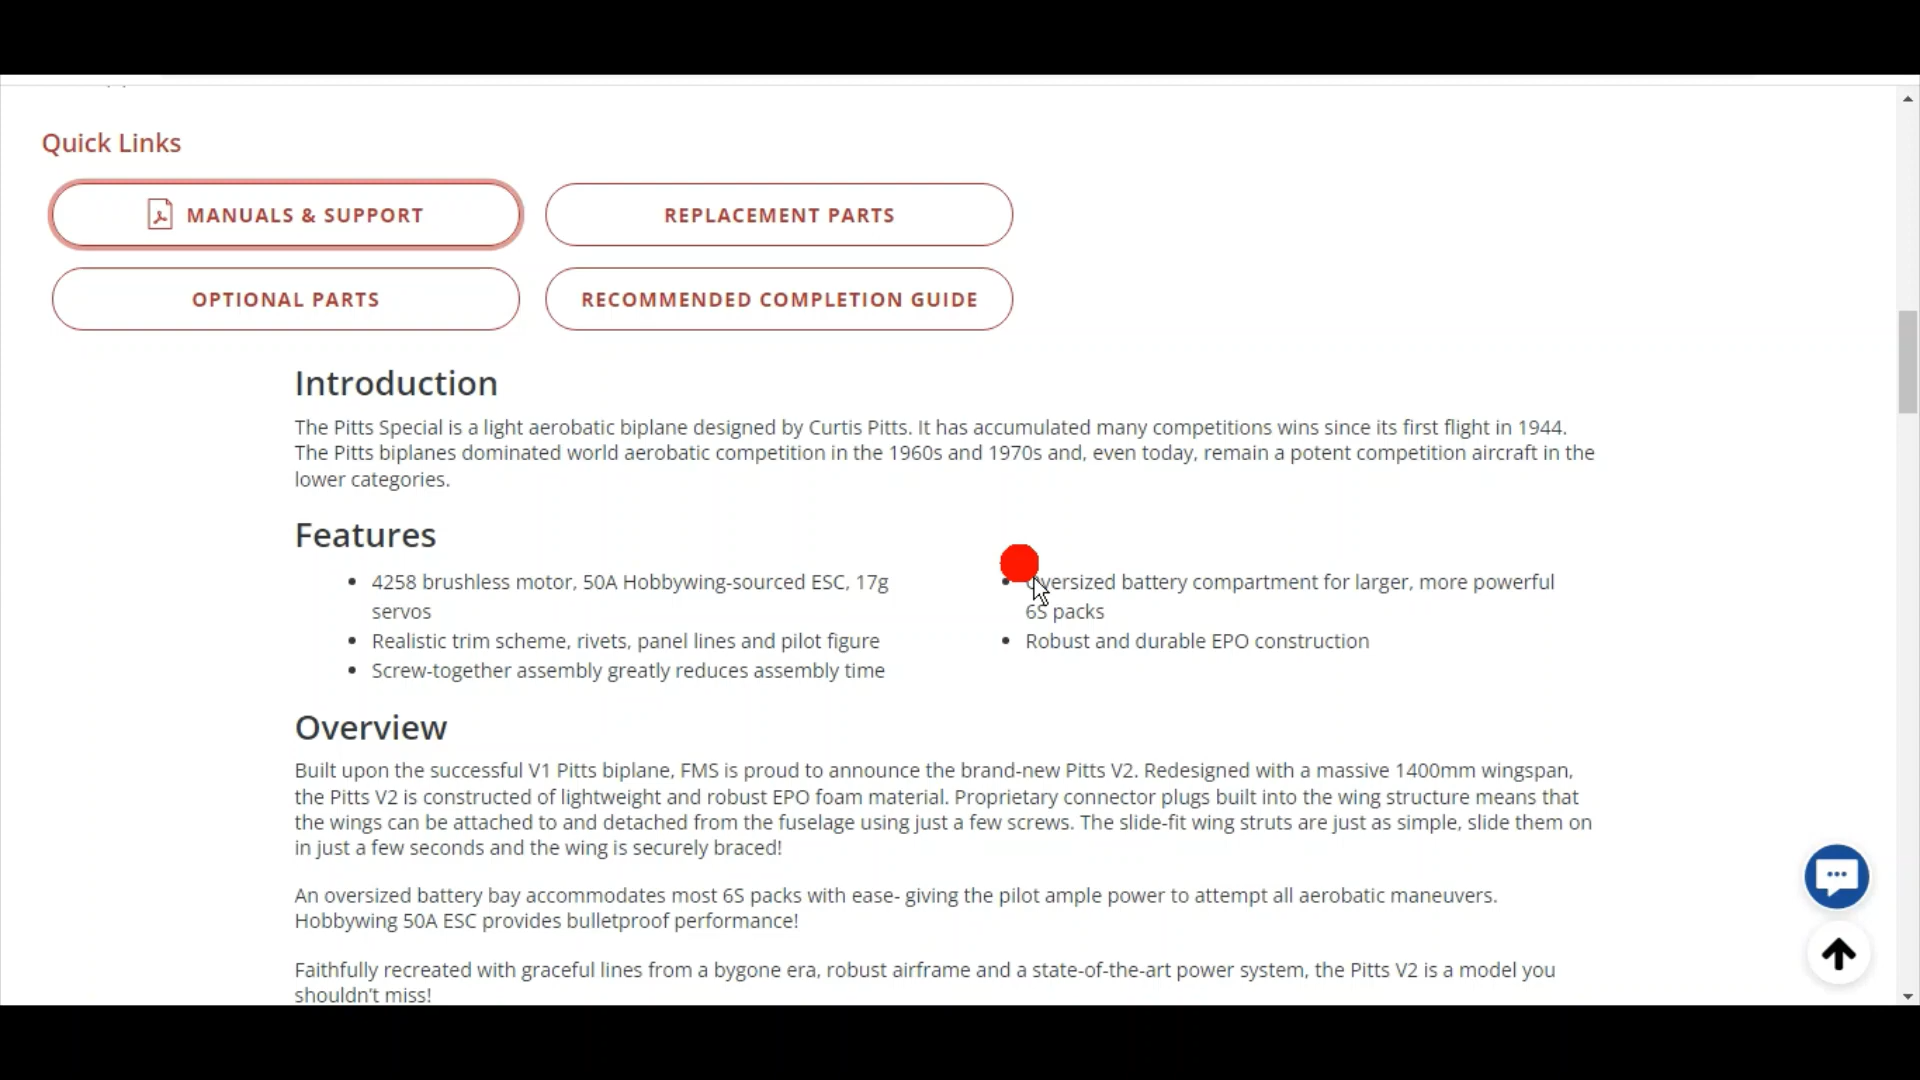 Quick Links
MANUALS & SUPPORT
REPLACEMENT PARTS
OPTIONAL PARTS
RECOMMENDED COMPLETION GUIDE
Introduction
The Pitts Special is a light aerobatic biplane designed by Curtis Pitts. It has accumulated many competitions wins since its first flight in 1944.
The Pitts biplanes dominated world aerobatic competition in the 1960s and 1970s and, even today, remain a potent competition aircraft in the
lower categories.
Features
4258 brushless motor, 50A Hobbywing-sourced ESC, 17g
servos
Realistic trim scheme, rivets, panel lines and pilot figure
Screw-together assembly greatly reduces assembly time
Oversized battery compartment for larger, more powerful
6S packs
Robust and durable EPO construction
Overview
Built upon the successful V1 Pitts biplane, FMS is proud to announce the brand-new Pitts V2. Redesigned with a massive 1400mm wingspan,
the Pitts V2 is constructed of lightweight and robust EPO foam material. Proprietary connector plugs built into the wing structure means that
the wings can be attached to and detached from the fuselage using just a few screws. The slide-fit wing struts are just as simple, slide them on
in just a few seconds and the wing is securely braced!
An oversized battery bay accommodates most 6S packs with ease- giving the pilot ample power to attempt all aerobatic maneuvers.
Hobbywing 50A ESC provides bulletproof performance!
Faithfully recreated with graceful lines from a bygone era, robust airframe and a state-of-the-art power system, the Pitts V2 is a model you
shouldn't miss!